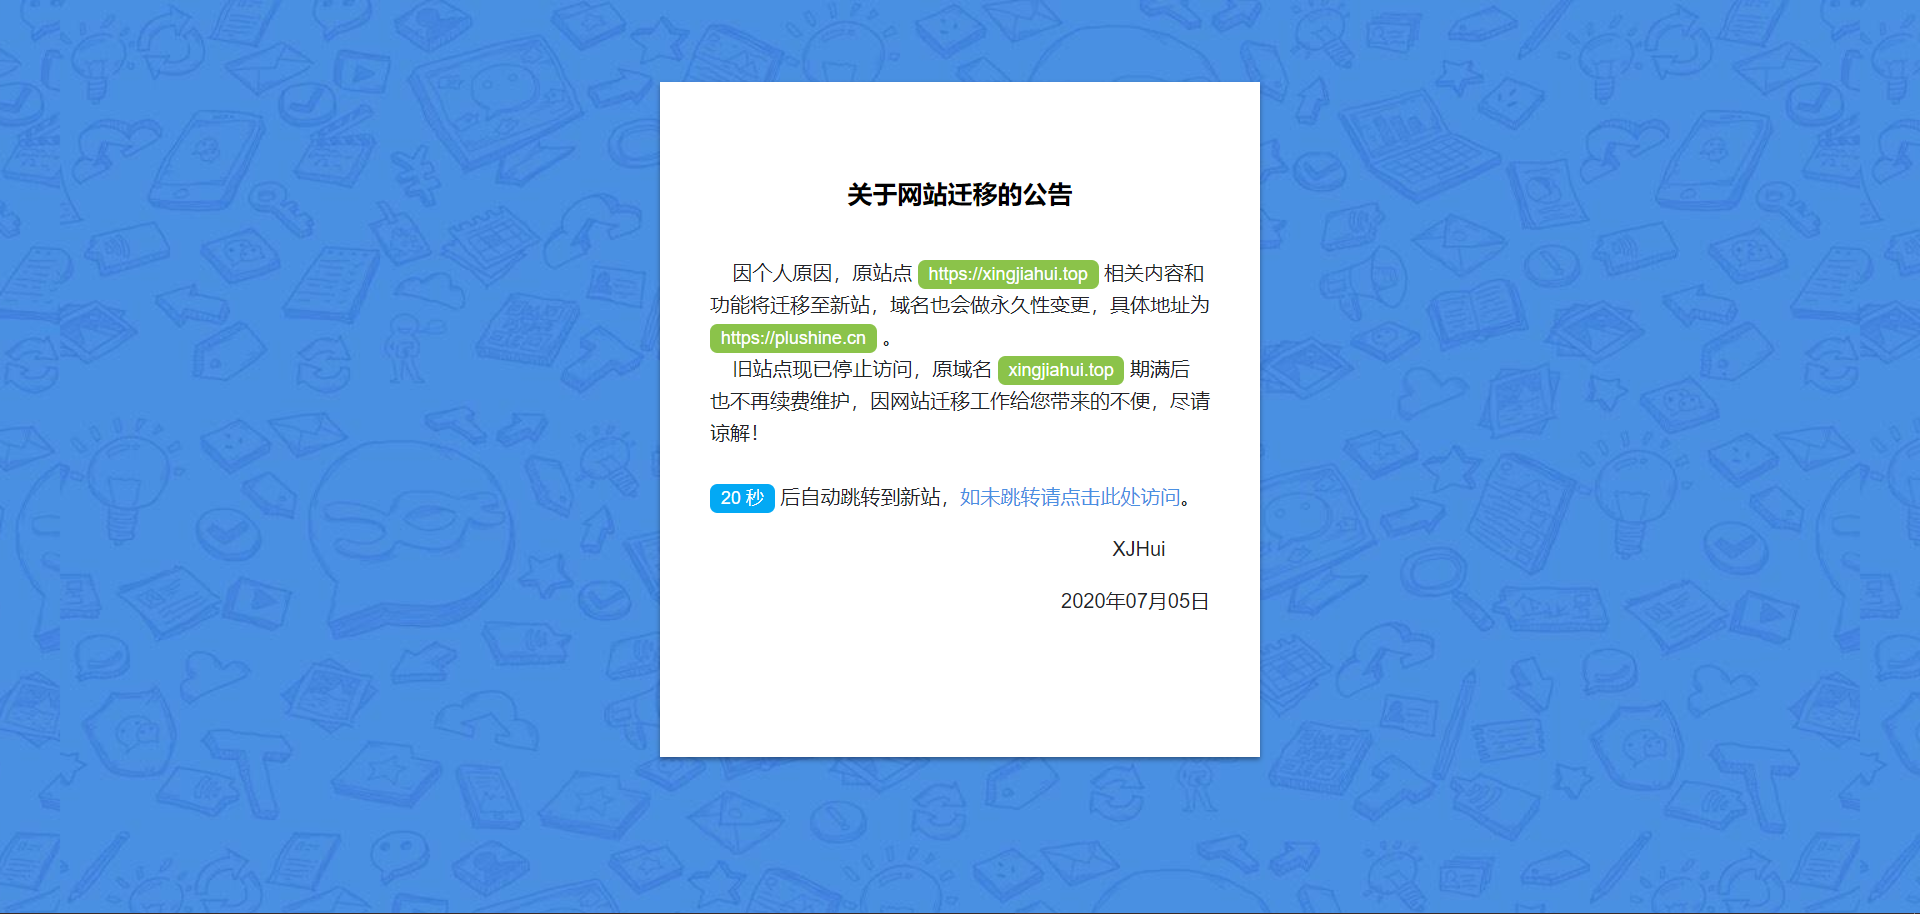 关于网站迁移的公告
因个人原因，原站点 https://xingjiahui.top 相关内容和
功能将迁移至新站，域名也会做永久性变更，具体地址为
https://plushine.cn 。
旧站点现已停止访问，原域名 xingjiahui.top 期满后
也不再续费维护，因网站迁移工作给您带来的不便，尽请
谅解！
20 秒 后自动跳转到新站，如未跳转请点击此处访问。
XJHui
2020年07月05日